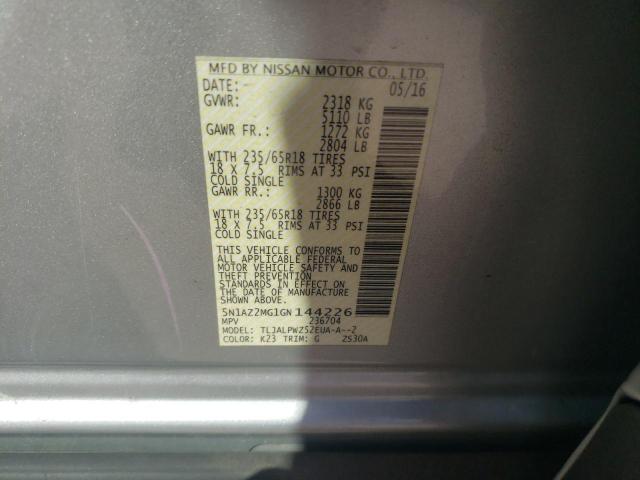 MFD BY NISSAN MOTOR CO., LTD.
DATE: 05/16
GVWR: 2318 KG
5110 LB
GAWR FR.: 1272 KG
2804 LB
WITH 235/65R18 TIRES
18 X 7.5 RIMS AT 33 PSI
COLD SINGLE
GAWR RR.: 1300 KG
2866 LB
WITH 235/65R18 TIRES
18 X 7.5 RIMS AT 33 PSI
COLD SINGLE
THIS VEHICLE CONFORMS TO
ALL APPLICABLE FEDERAL
MOTOR VEHICLE SAFETY AND
THEFT PREVENTION
STANDARDS IN EFFECT ON
THE DATE OF MANUFACTURE
SHOWN ABOVE.
5N1AZ2MG1GN144226
MPV 236704
MODEL: TLJALPWZ52EUA-A--2
COLOR: K23 TRIM: G ZS30A